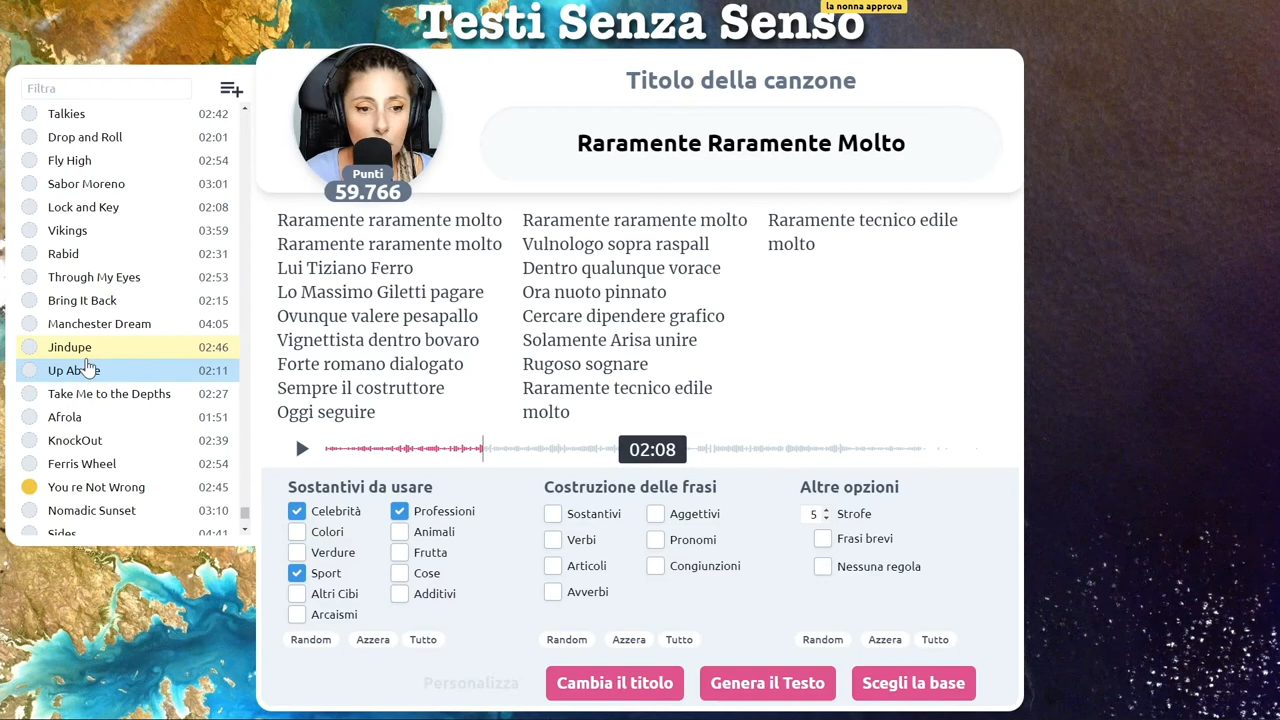 la nonna approva
Testi Senza Senso
Filtra
Talkies 02:42
Drop and Roll 02:01
Fly High 02:54
Sabor Moreno 03:01
Lock and Key 02:08
Vikings 03:59
Rabid 02:31
Through My Eyes 02:53
Bring It Back 02:15
Manchester Dream 04:05
Jindupe 02:46
Up 02:11
Take Me to the Depths 02:27
Afrola 01:51
KnockOut 02:39
Ferris Wheel 02:54
You re Not Wrong 02:45
Nomadic Sunset 03:10
Sides 04:41
Punti
59.766
Titolo della canzone
Raramente Raramente Molto
Raramente raramente molto
Raramente raramente molto
Lui Tiziano Ferro
Lo Massimo Giletti pagare
Ovunque valere pesapallo
Vignettista dentro bovaro
Forte romano dialogato
Sempre il costruttore
Oggi seguire
Raramente raramente molto
Vulnologo sopra raspall
Dentro qualunque vorace
Ora nuoto pinnato
Cercare dipendere grafico
Solamente Arisa unire
Rugoso sognare
Raramente tecnico edile
molto
Raramente tecnico edile
molto
02:08
Sostantivi da usare
Celebrità Professioni
Colori Animali
Verdure Frutta
Sport Cose
Altri Cibi Additivi
Arcaismi
Random Azzera Tutto
Costruzione delle frasi
Sostantivi Aggettivi
Verbi Pronomi
Articoli Congiunzioni
Avverbi
Random Azzera Tutto
Altre opzioni
5 Strofe
Frasi brevi
Nessuna regola
Random Azzera Tutto
Personalizza
Cambia il titolo
Genera il Testo
Scegli la base